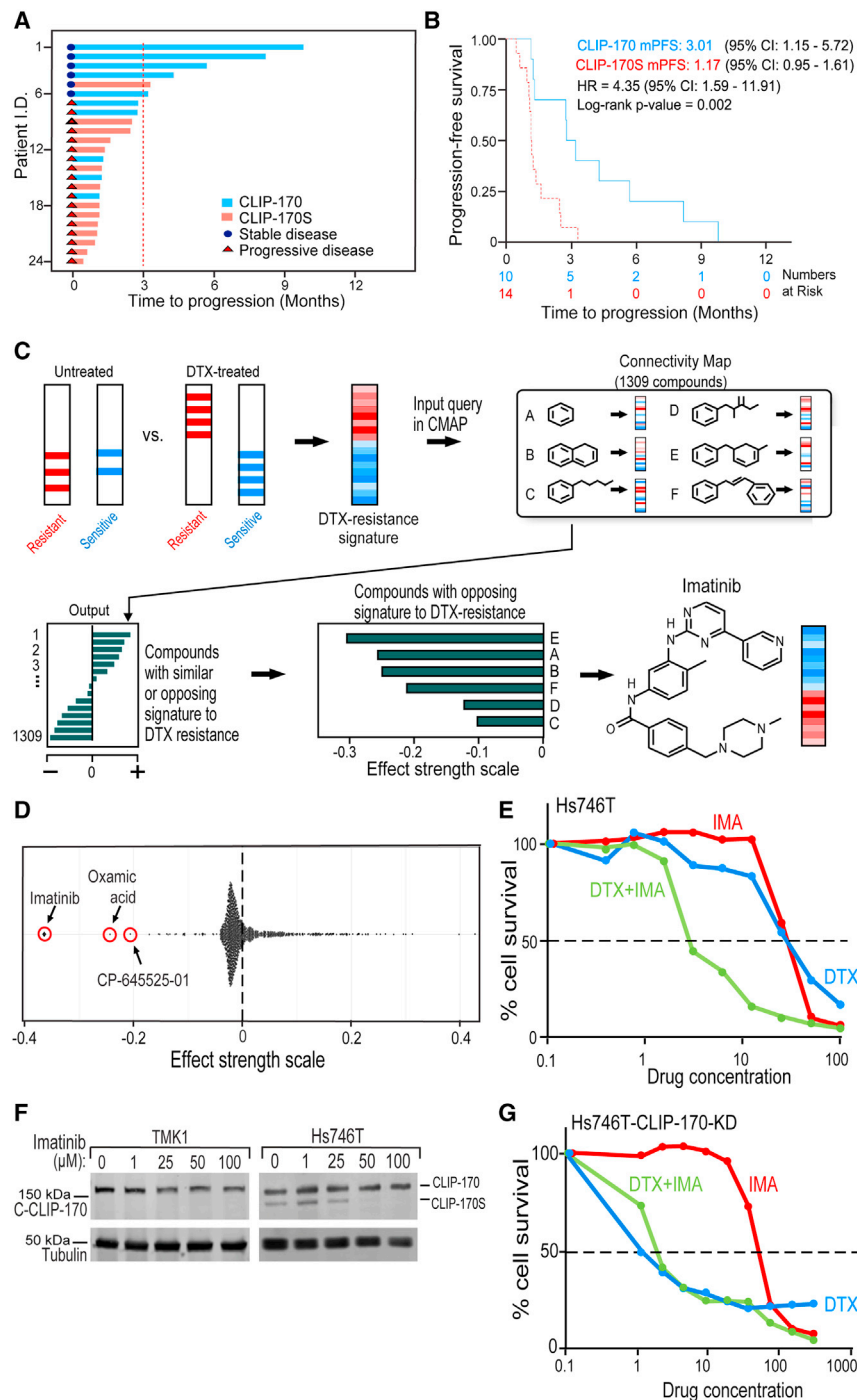 A
Patient I.D.
1
6
12
18
24
CLIP-170
CLIP-170S
Stable disease
Progressive disease
0 3 6 9 12
Time to progression (Months)
B
Progression-free survival
1.00
0.75
0.50
0.25
0
CLIP-170 mPFS: 3.01 (95% CI: 1.15 - 5.72)
CLIP-170S mPFS: 1.17 (95% CI: 0.95 - 1.61)
HR = 4.35 (95% CI: 1.59 - 11.91)
Log-rank p-value = 0.002
0 3 6 9 12
10 5 2 1 0 Numbers
14 1 0 0 0 at Risk
Time to progression (Months)
C
Untreated
DTX-treated
vs.
Resistant
Sensitive
Resistant
Sensitive
DTX-resistance
signature
Input query
in CMAP
Connectivity Map
(1309 compounds)
A
B
C
D
E
F
Output
1
2
3
...
1309
− 0 +
Compounds
with similar
or opposing
signature to
DTX resistance
Compounds with opposing
signature to DTX-resistance
E
A
B
F
D
C
-0.3 -0.2 -0.1 0
Effect strength scale
Imatinib
N
N
N
H
N
H
N
O
N
N
D
Imatinib
Oxamic
acid
CP-645525-01
-0.4 -0.2 0 0.2 0.4
Effect strength scale
E
Hs746T
% cell survival
100
50
0
IMA
DTX+IMA
DTX
0.1 1 10 100
Drug concentration
F
Imatinib
(µM):
TMK1
Hs746T
0 1 25 50 100
0 1 25 50 100
150 kDa
C-CLIP-170
CLIP-170
CLIP-170S
50 kDa
Tubulin
G
Hs746T-CLIP-170-KD
% cell survival
100
50
0
DTX+IMA
IMA
DTX
0.1 1 10 100 1000
Drug concentration